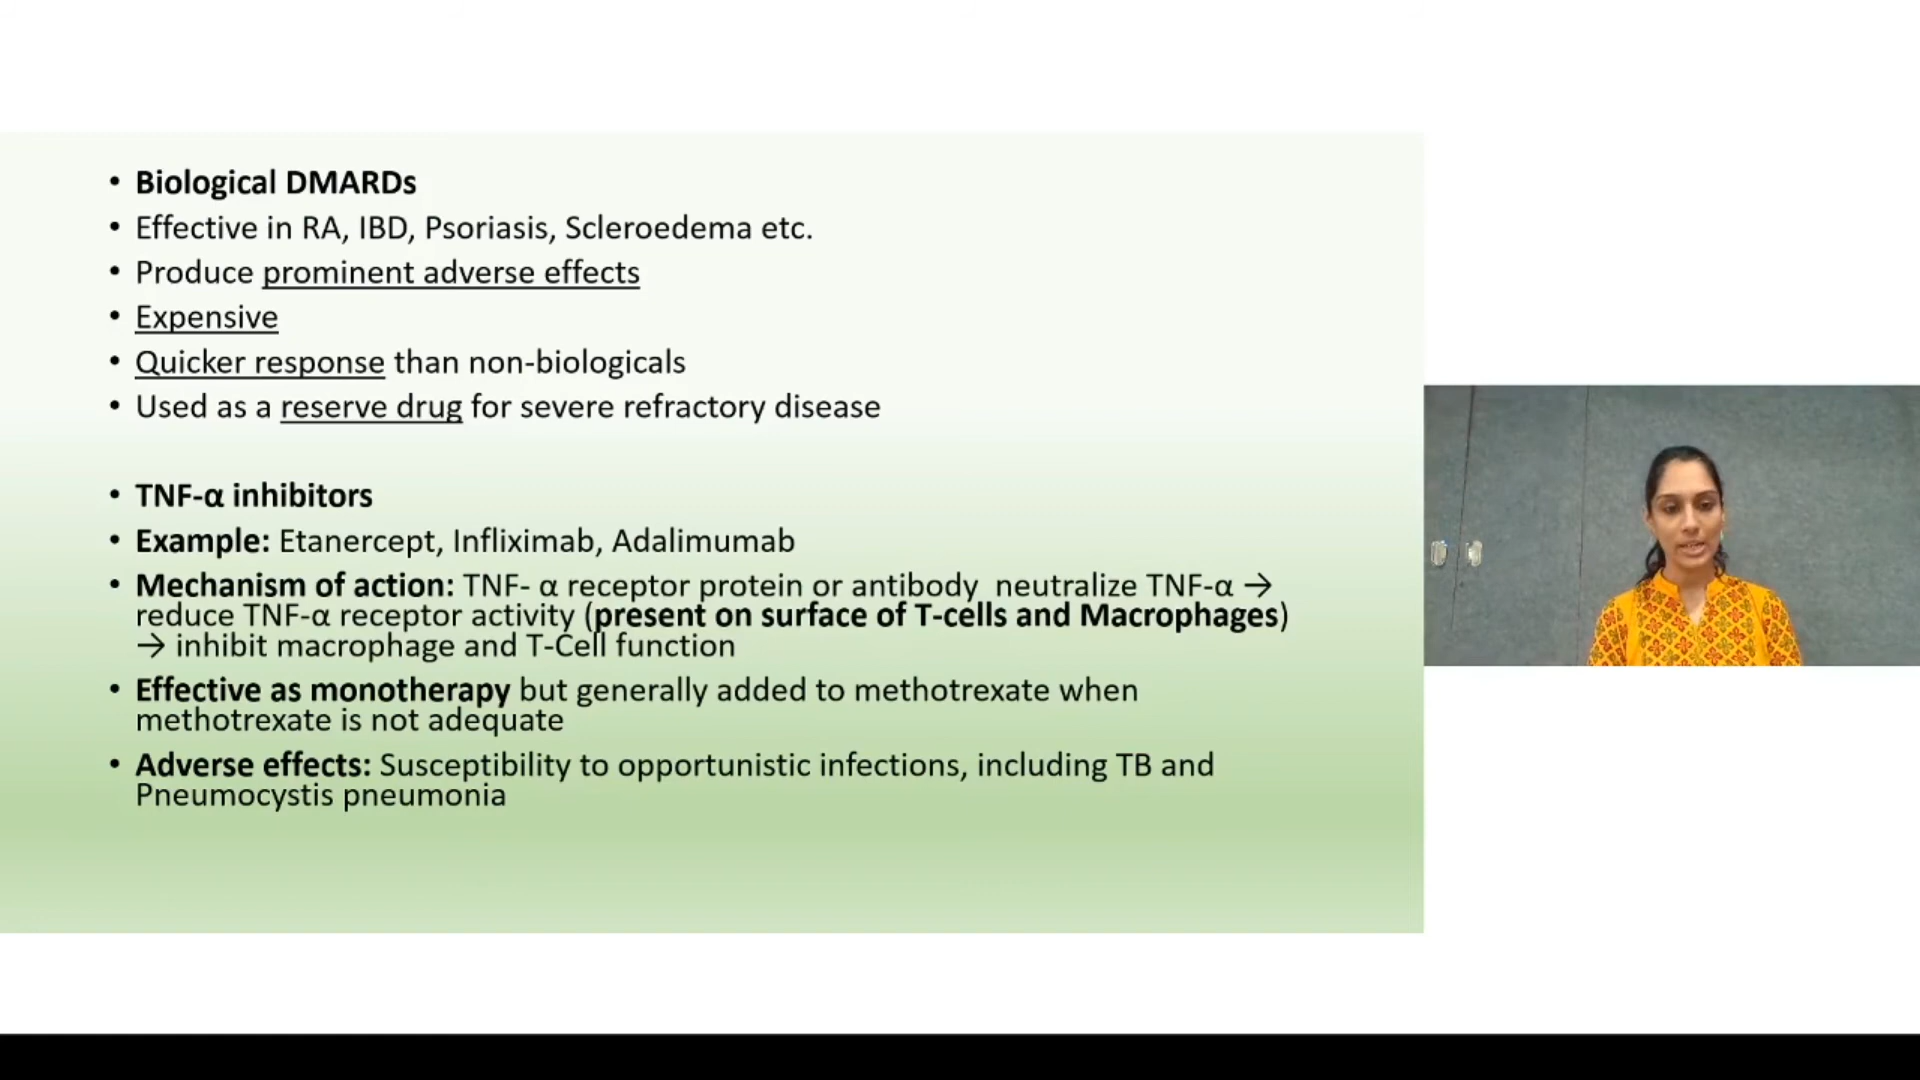 • Biological DMARDs
• Effective in RA, IBD, Psoriasis, Scleroedema etc.
• Produce prominent adverse effects
• Expensive
• Quicker response than non-biologicals
• Used as a reserve drug for severe refractory disease
• TNF-α inhibitors
• Example: Etanercept, Infliximab, Adalimumab
• Mechanism of action: TNF- α receptor protein or antibody neutralize TNF-α →
reduce TNF-α receptor activity (present on surface of T-cells and Macrophages)
→ inhibit macrophage and T-Cell function
• Effective as monotherapy but generally added to methotrexate when
methotrexate is not adequate
• Adverse effects: Susceptibility to opportunistic infections, including TB and
Pneumocystis pneumonia